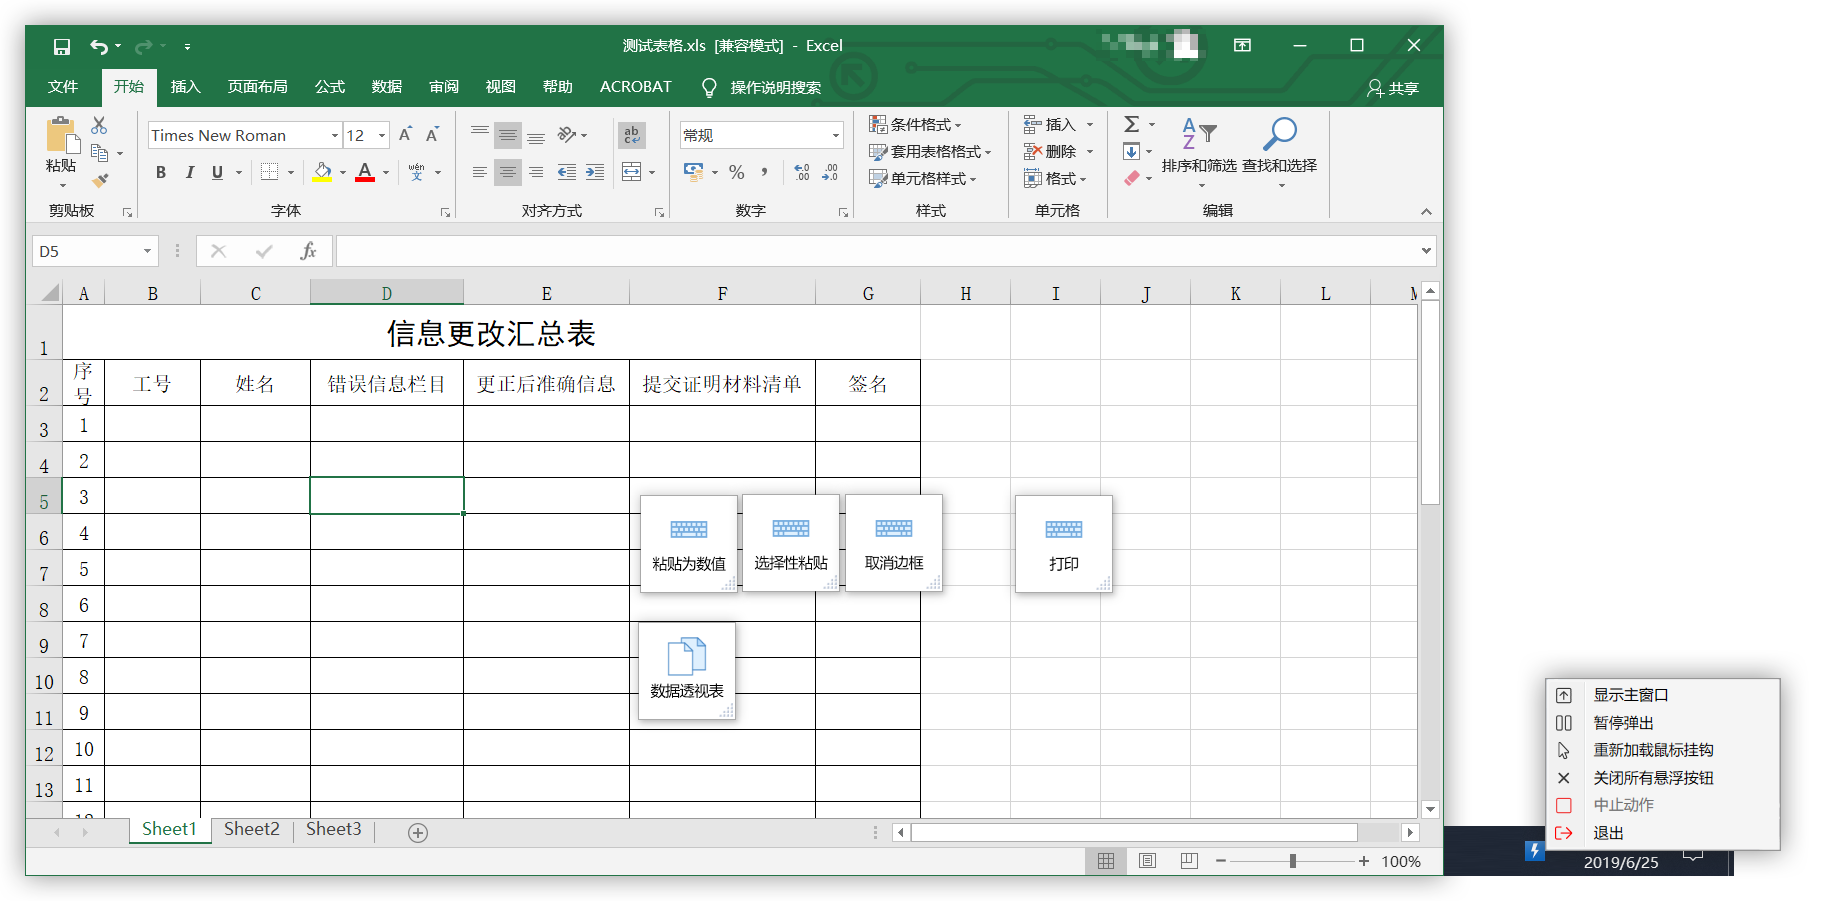 测试表格.xls  [兼容模式]  -  Excel
文件 开始 插入 页面布局 公式 数据 审阅 视图 帮助 ACROBAT 操作说明搜索 共享
粘贴
剪贴板
Times New Roman 12 A A
B I U A wén 文
字体
ab c
对齐方式
常规
% , .0 .00 .00 .0
数字
条件格式
套用表格格式
单元格样式
样式
插入
删除
格式
单元格
Σ
A Z
排序和筛选 查找和选择
编辑
D5 fx
A B C D E F G H I J K L M
1 信息更改汇总表
2 序号 工号 姓名 错误信息栏目 更正后准确信息 提交证明材料清单 签名
3 1
4 2
5 3
6 4
7 5
8 6
9 7
10 8
11 9
12 10
13 11
12
粘贴为数值 选择性粘贴 取消边框 打印
数据透视表
Sheet1 Sheet2 Sheet3
100%
显示主窗口
暂停弹出
重新加载鼠标挂钩
关闭所有悬浮按钮
中止动作
退出
2019/6/25